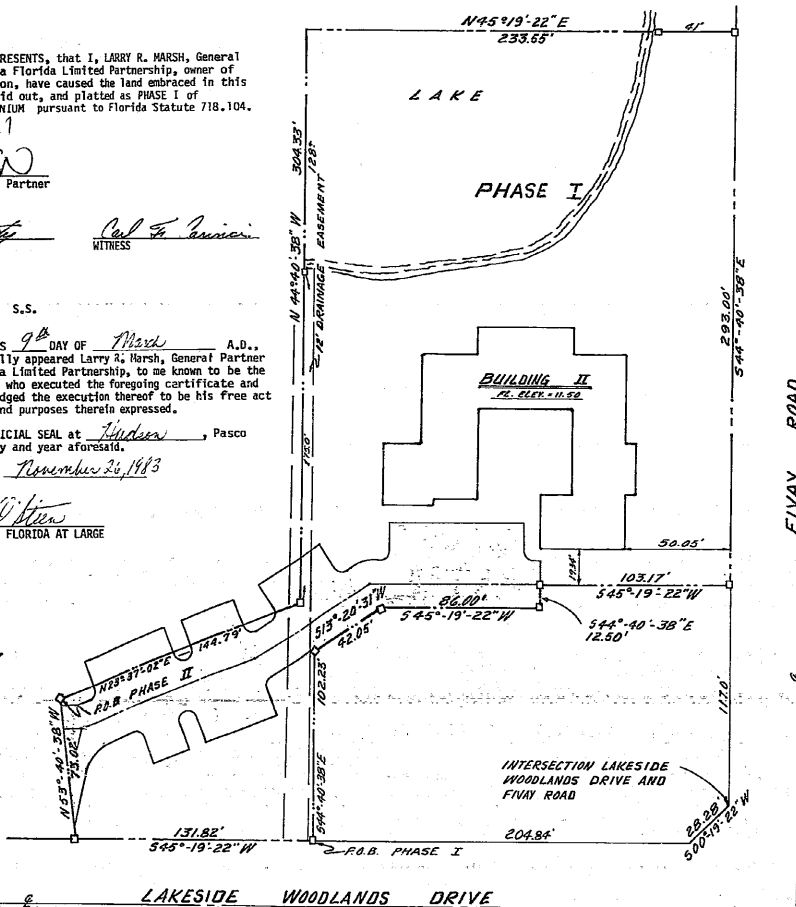 RESENTS, that I, LARRY R. MARSH, General
a Florida Limited Partnership, owner of
on, have caused the land embraced in this
id out, and platted as PHASE I of
NIUM pursuant to Florida Statute 718.104.
Partner
WITNESS
S.S.
S 9th DAY OF March A.D.,
lly appeared Larry R. Marsh, General Partner
a Limited Partnership, to me known to be the
who executed the foregoing certificate and
dged the execution thereof to be his free act
nd purposes therein expressed.
ICIAL SEAL at Hudson, Pasco
y and year aforesaid.
November 26, 1983
FLORIDA AT LARGE
N45°-19'-22"E
233.65'
41'
LAKE
PHASE I
N 44°-40'-38" W 304.33'
128'
12' DRAINAGE EASEMENT
175.0'
293.00'
S44°-40'-38"E
BUILDING II
FL. ELEV. = 11.50
FIVAY ROAD
50.05'
19.55'
103.17'
S45°-19'-22"W
86.00'
S45°-19'-22"W
S44°-40'-38"E
12.50'
S13°-20'-31"W
42.05'
144.79'
N23°-37'-02"E
P.O.B. PHASE II
N53°-40'-38"W
73.02'
102.23'
S44°-40'-38"E
117.0'
INTERSECTION LAKESIDE
WOODLANDS DRIVE AND
FIVAY ROAD
28.28'
S00°-19'-22"W
131.82'
S45°-19'-22"W
204.84'
P.O.B. PHASE I
LAKESIDE WOODLANDS DRIVE